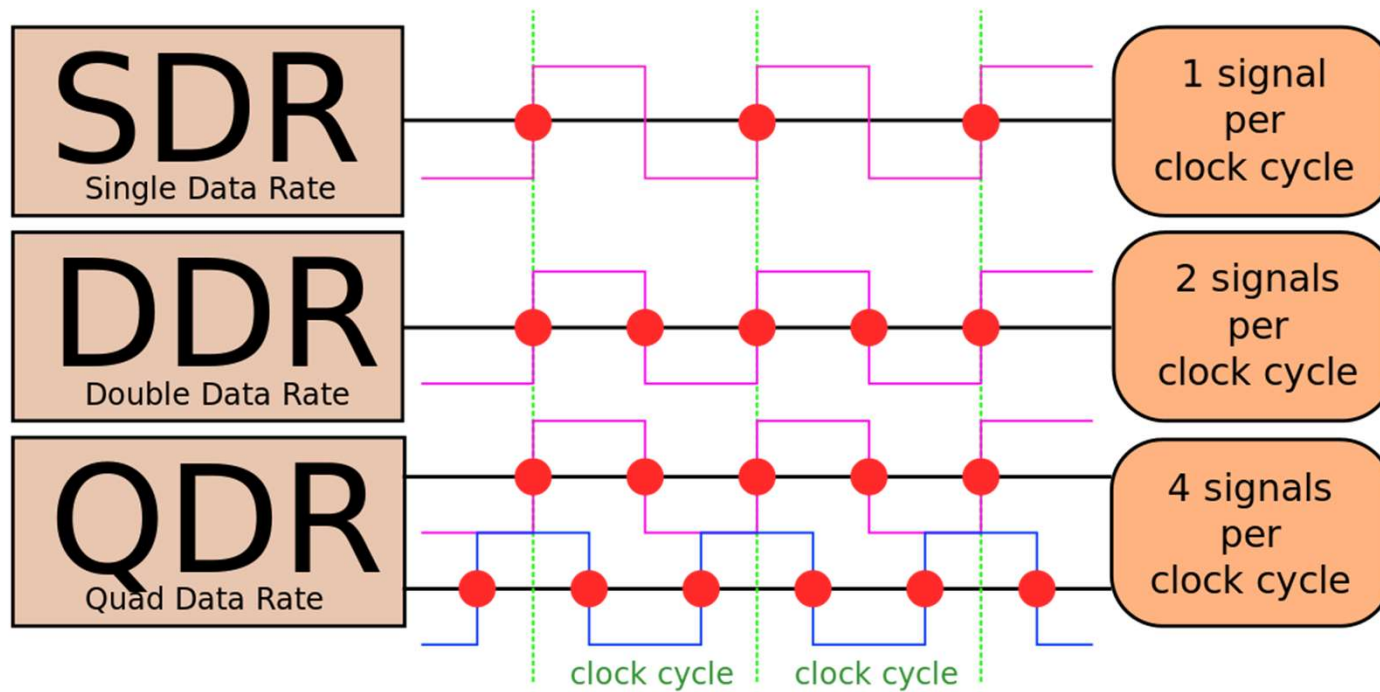 SDR
Single Data Rate
1 signal
per
clock cycle
DDR
Double Data Rate
2 signals
per
clock cycle
QDR
Quad Data Rate
4 signals
per
clock cycle
clock cycle
clock cycle